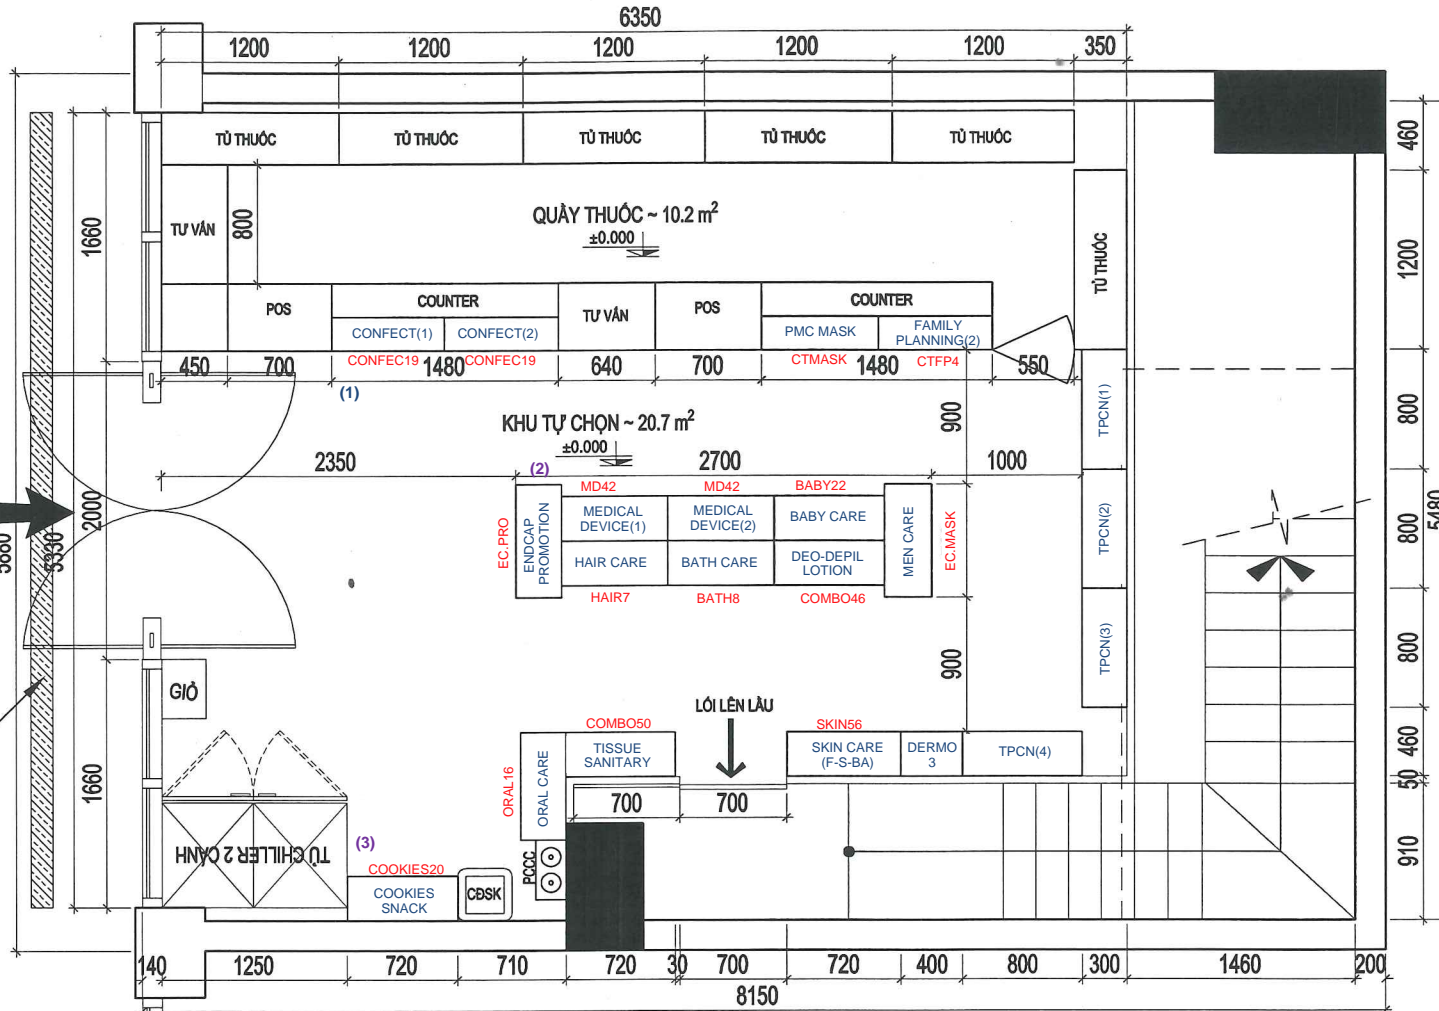 6350
1200
1200
1200
1200
1200
350
TỦ THUỐC
TỦ THUỐC
TỦ THUỐC
TỦ THUỐC
TỦ THUỐC
460
1660
TƯ VẤN
800
QUẦY THUỐC ~ 10.2 m²
±0.000
TỦ THUỐC
1200
POS
COUNTER
CONFECT(1)
CONFECT(2)
TƯ VẤN
POS
COUNTER
PMC MASK
FAMILY
PLANNING(2)
CONFEC19
CONFEC19
CTMASK
CTFP4
450
700
1480
640
700
1480
550
(1)
KHU TỰ CHỌN ~ 20.7 m²
±0.000
900
TPCN(1)
800
2350
(2)
2700
1000
MD42
MD42
BABY22
EC.PRO
ENDCAP
PROMOTION
MEDICAL
DEVICE(1)
MEDICAL
DEVICE(2)
BABY CARE
HAIR CARE
BATH CARE
DEO-DEPIL
LOTION
MEN CARE
EC.MASK
HAIR7
BATH8
COMBO46
TPCN(2)
800
5480
2000
5330
TPCN(3)
800
900
GIỎ
LỐI LÊN LẦU
COMBO50
SKIN56
TISSUE
SANITARY
SKIN CARE
(F-S-BA)
DERMO
3
TPCN(4)
460
50
ORAL16
ORAL CARE
700
700
1660
TỦ CHILLER 2 CÁNH
(3)
COOKIES20
COOKIES
SNACK
CĐSK
PCCC
910
140
1250
720
710
720
30
700
720
400
800
300
1460
200
8150